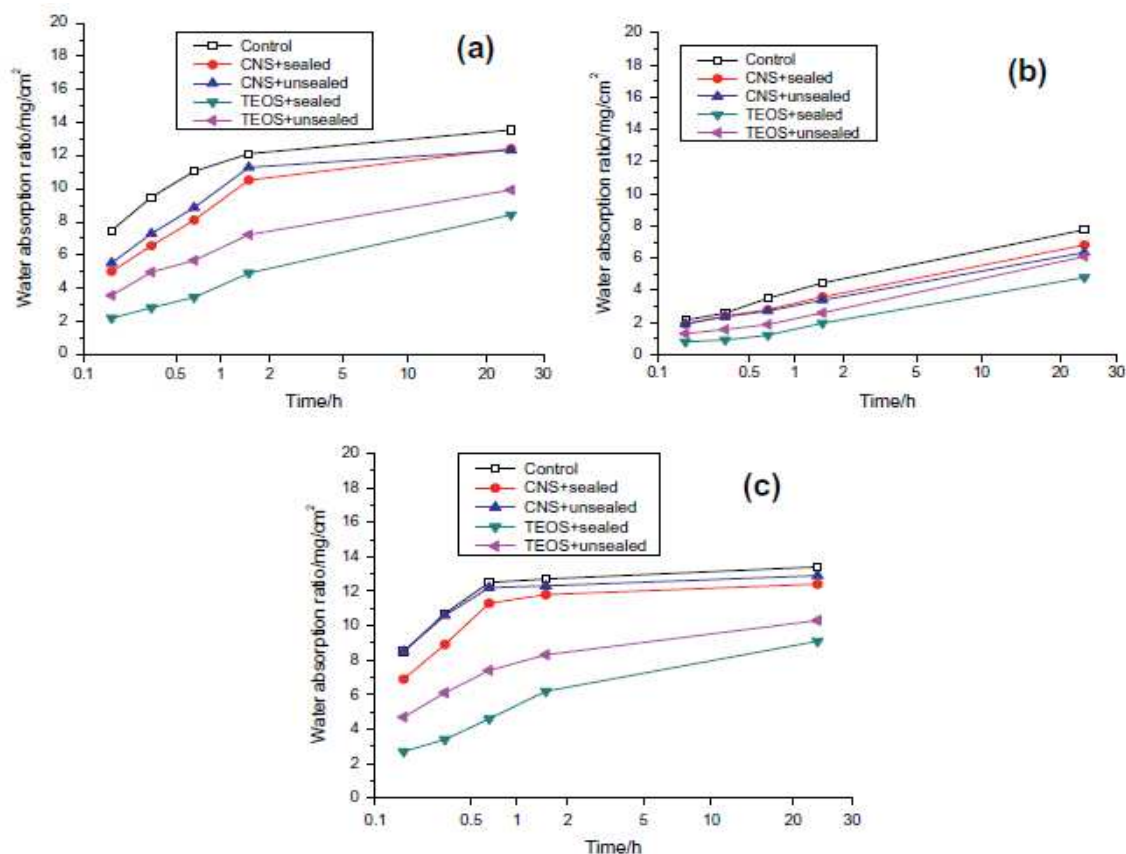 20
18
16
14
12
10
8
6
4
2
0
Water absorption ratio/mg/cm²
Control
CNS+sealed
CNS+unsealed
TEOS+sealed
TEOS+unsealed
(a)
0.1 0.5 1 2 5 10 20 30
Time/h
20
18
16
14
12
10
8
6
4
2
0
Water absorption ratio/mg/cm²
Control
CNS+sealed
CNS+unsealed
TEOS+sealed
TEOS+unsealed
(b)
0.1 0.5 1 2 5 10 20 30
Time/h
20
18
16
14
12
10
8
6
4
2
0
Water absorption ratio/mg/cm²
Control
CNS+sealed
CNS+unsealed
TEOS+sealed
TEOS+unsealed
(c)
0.1 0.5 1 2 5 10 20 30
Time/h